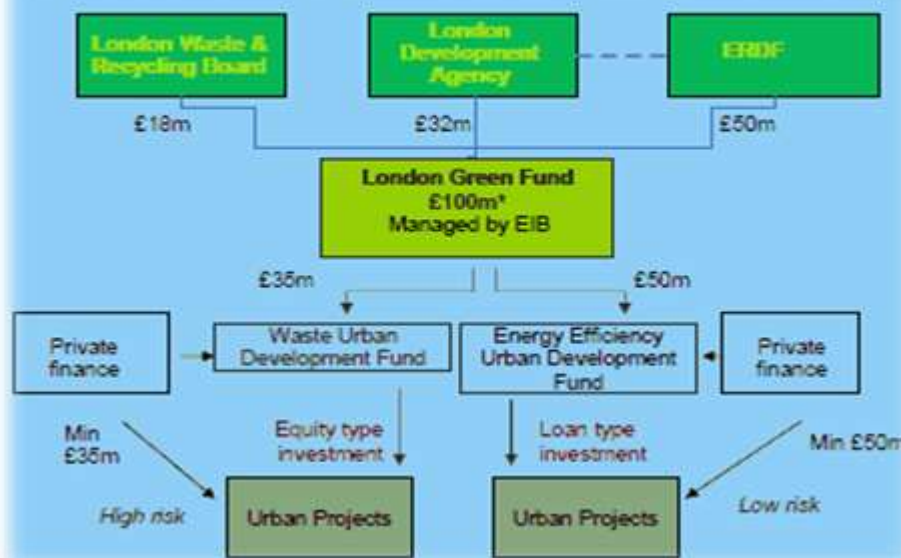 London Waste &
Recycling Board
London
Development
Agency
ERDF
£18m
£32m
£50m
London Green Fund
£100m*
Managed by EIB
£35m
£50m
Private
finance
Waste Urban
Development Fund
Energy Efficiency
Urban Development
Fund
Private
finance
Min
£35m
Equity type
investment
Loan type
investment
Min £50m
High risk
Urban Projects
Urban Projects
Low risk